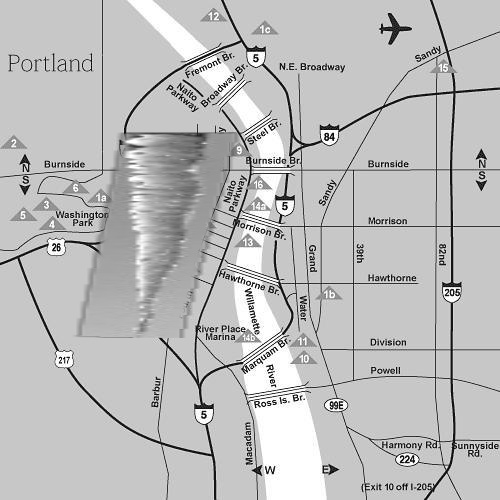 12
1c
5
Portland
Fremont Br.
N.E. Broadway
Sandy
15
Naito
Parkway
Broadway Br.
Steel Br.
84
2
9
N
S
Burnside
Burnside Br.
Burnside
N
S
6
1a
16
Naito
Parkway
Sandy
3
5
4
Washington
Park
14a
5
Morrison Br.
Morrison
13
26
Grand
39th
82nd
Hawthorne Br.
Hawthorne
205
Willamette
Water
1b
River Place
Marina
14b
Marquam Br.
11
Division
10
217
River
Powell
Barbur
Ross Is. Br.
99E
5
Macadam
Harmony Rd.
Sunnyside
Rd.
224
W
E
(Exit 10 off I-205)